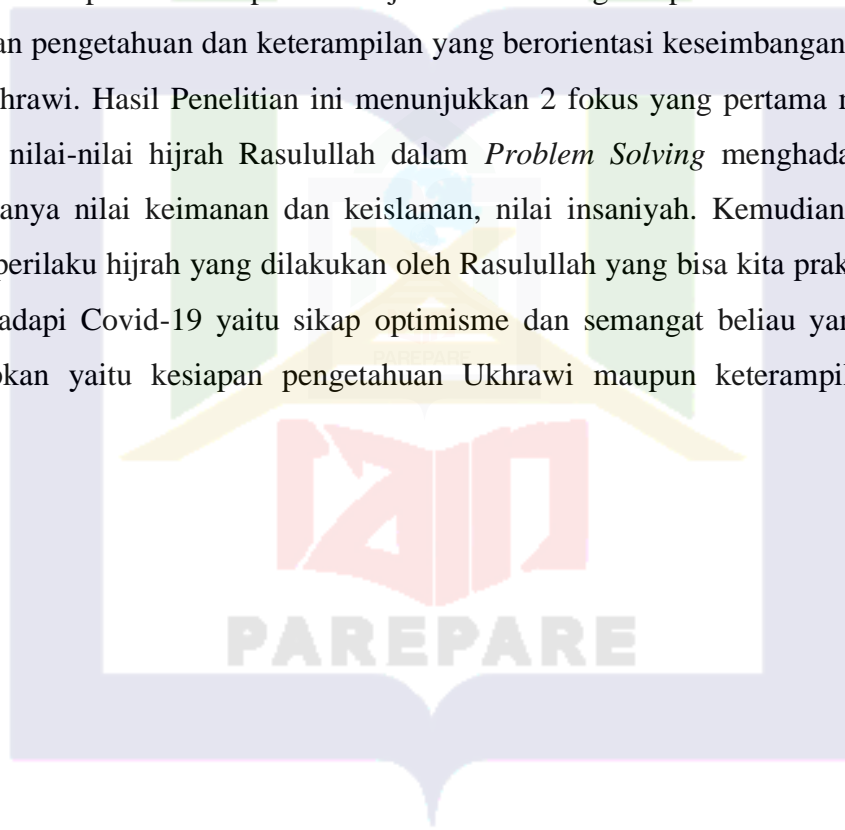 an pengetahuan dan keterampilan yang berorientasi keseimbangan
hrawi. Hasil Penelitian ini menunjukkan 2 fokus yang pertama
nilai-nilai hijrah Rasulullah dalam Problem Solving menghada
anya nilai keimanan dan keislaman, nilai insaniyah. Kemudian
perilaku hijrah yang dilakukan oleh Rasulullah yang bisa kita prak
adapi Covid-19 yaitu sikap optimisme dan semangat beliau yan
okan yaitu kesiapan pengetahuan Ukhrawi maupun keterampil
PAREPARE
iain
PAREPARE